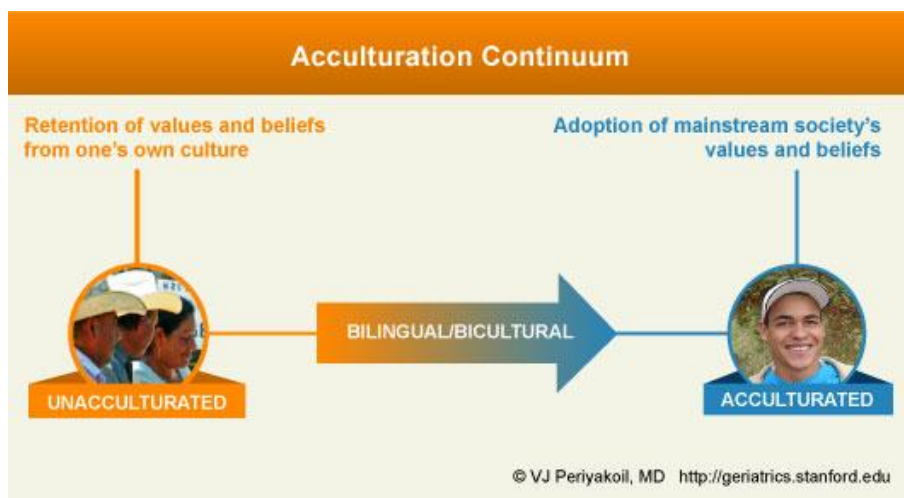 Acculturation Continuum
Retention of values and beliefs
from one's own culture
Adoption of mainstream society's
values and beliefs
BILINGUAL/BICULTURAL
UNACCULTURATED
ACCULTURATED
© VJ Periyakoil, MD http://geriatrics.stanford.edu